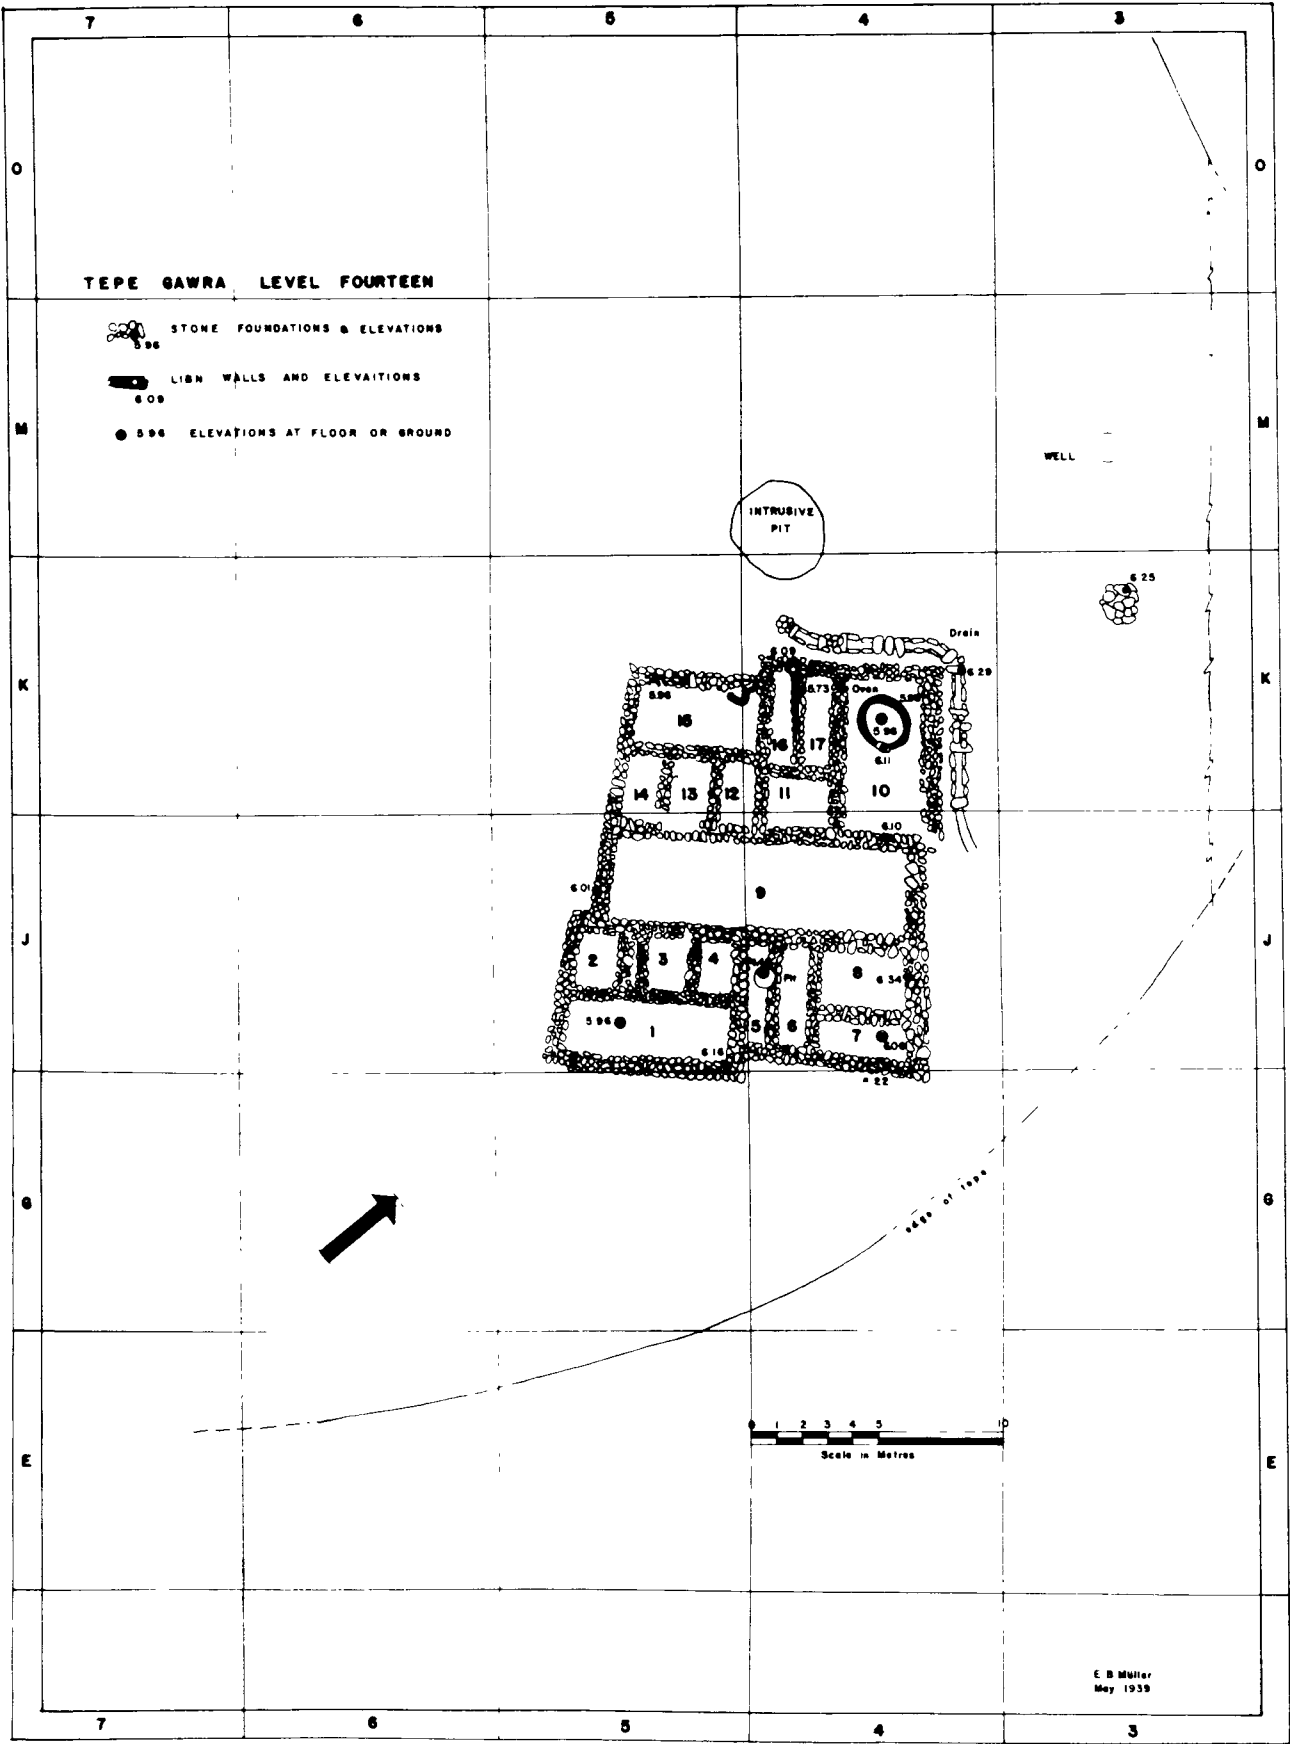 7 6 5 4 3
O O
TEPE GAWRA LEVEL FOURTEEN
STONE FOUNDATIONS & ELEVATIONS
5.96
LIBN WALLS AND ELEVAITIONS
6 09
5 96 ELEVATIONS AT FLOOR OR GROUND
M M
WELL
INTRUSIVE
PIT
6 25
Drain
6.09
6.29
K K
5.96
5.73
Oven
15
16
17
5.96
6.11
14
13
12
11
10
6.10
6.01
9
J J
2
3
4
8
6.34
Pit
5.96
1
5
6
7
6.16
22
G G
edge of tepe
0 1 2 3 4 5 10
Scale in Metres
E E
E. B. Müller
May 1939
7 6 5 4 3